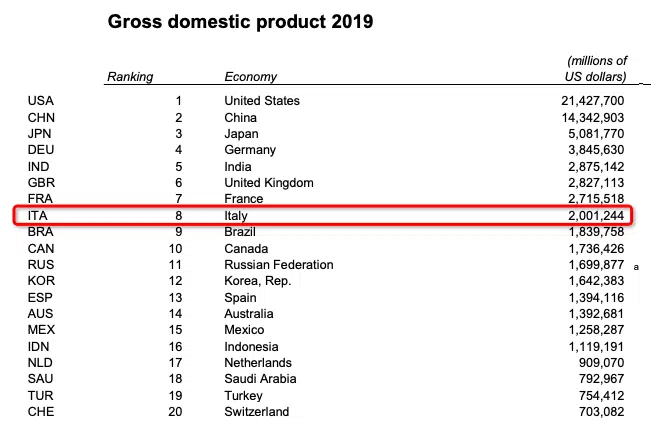 Gross domestic product 2019
(millions of
Ranking Economy US dollars)
USA 1 United States 21,427,700
CHN 2 China 14,342,903
JPN 3 Japan 5,081,770
DEU 4 Germany 3,845,630
IND 5 India 2,875,142
GBR 6 United Kingdom 2,827,113
FRA 7 France 2,715,518
ITA 8 Italy 2,001,244
BRA 9 Brazil 1,839,758
CAN 10 Canada 1,736,426
RUS 11 Russian Federation 1,699,877 a
KOR 12 Korea, Rep. 1,642,383
ESP 13 Spain 1,394,116
AUS 14 Australia 1,392,681
MEX 15 Mexico 1,258,287
IDN 16 Indonesia 1,119,191
NLD 17 Netherlands 909,070
SAU 18 Saudi Arabia 792,967
TUR 19 Turkey 754,412
CHE 20 Switzerland 703,082